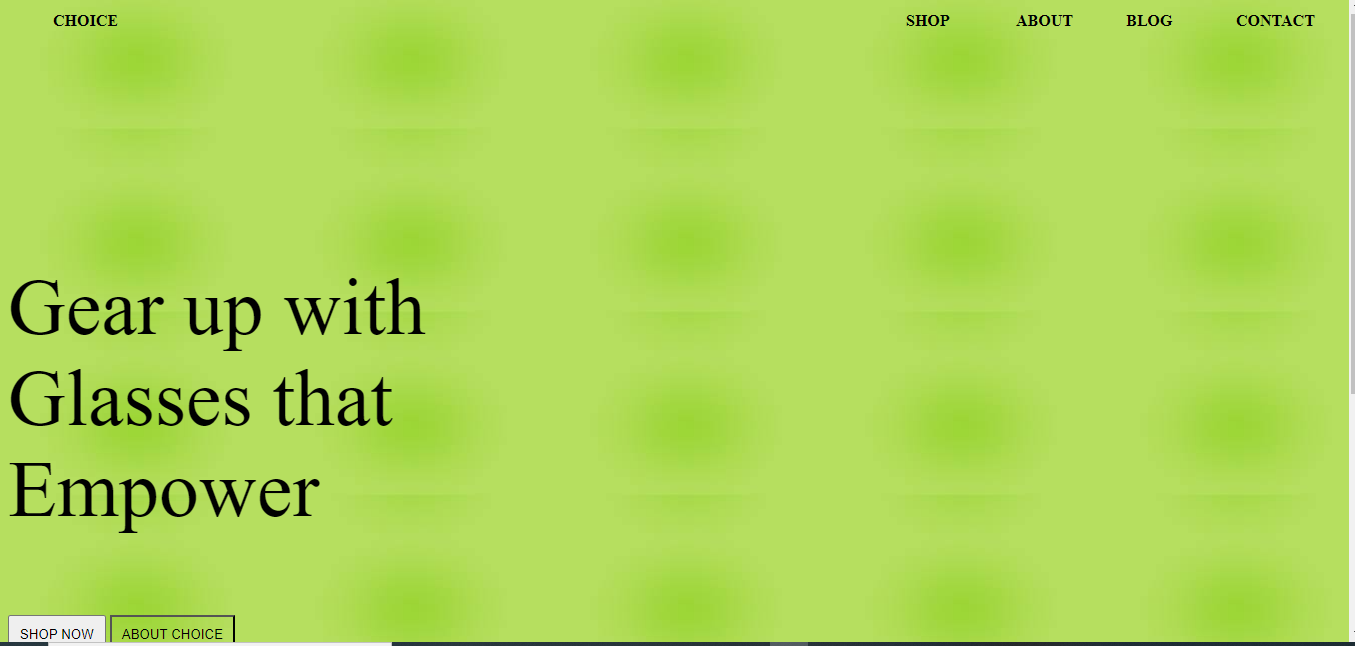 CHOICE SHOP ABOUT BLOG CONTACT
Gear up with
Glasses that
Empower
SHOP NOW ABOUT CHOICE